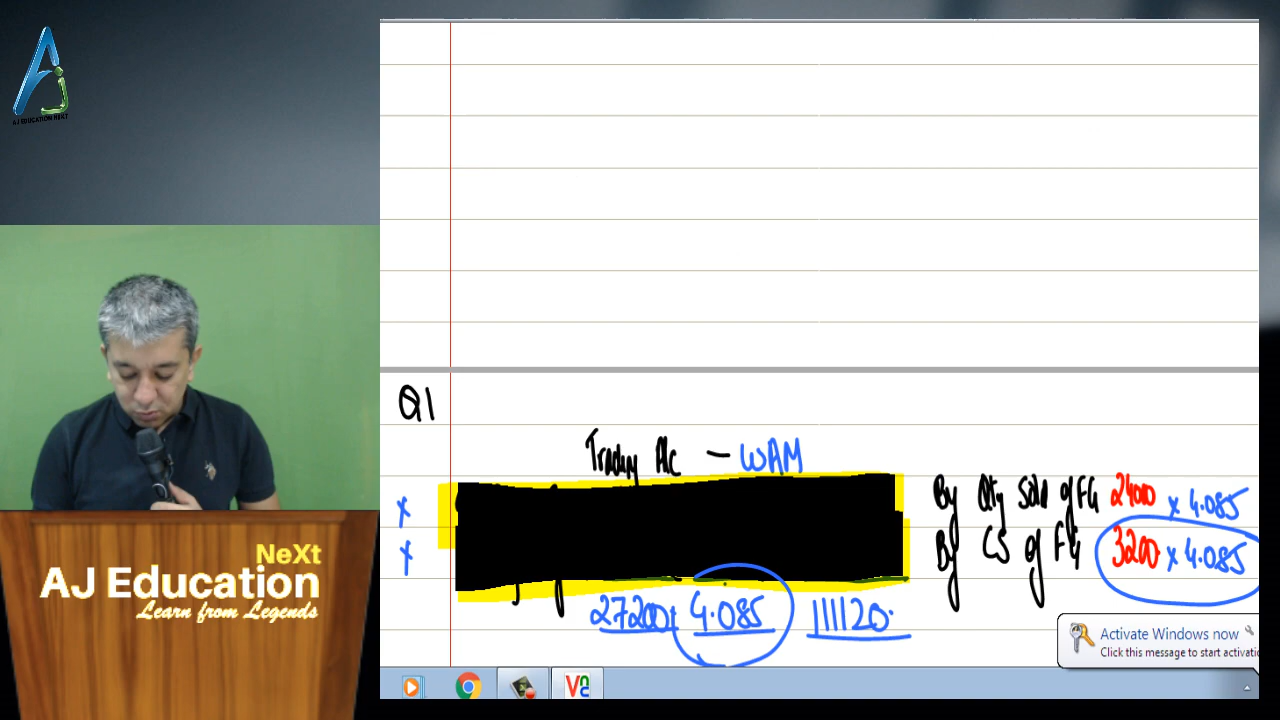 AJ EDUCATION NEXT
Q1
Trading A/c - WAM
By Qty Sold of FG 24000 x 4.085
By CS of FG 3200 x 4.085
x
x
27200 4.085 111120.
NeXt
AJ Education
Learn from Legends
Activate Windows now
Click this message to start activatio